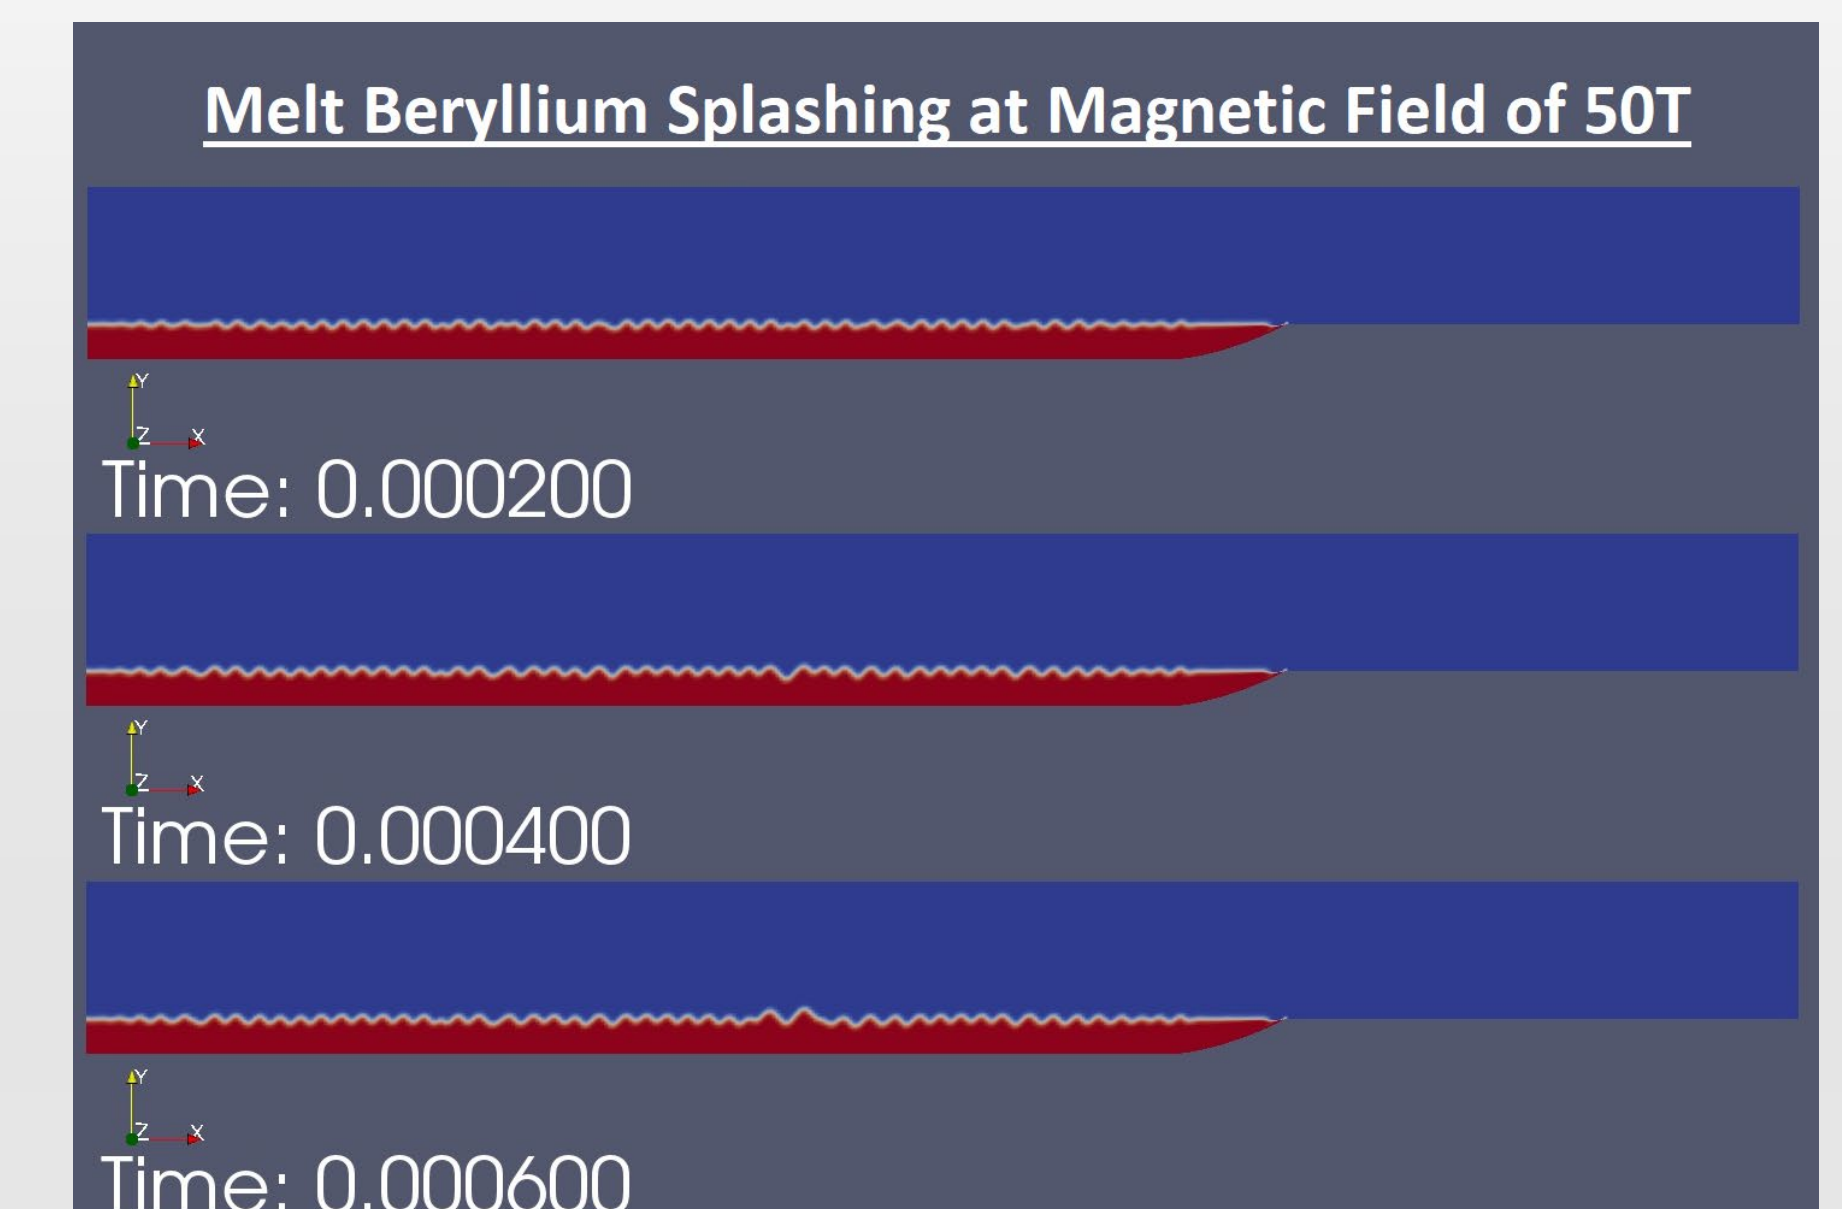 Melt Beryllium Splashing at Magnetic Field of 50T
Y
Z X
Time: 0.000200
Y
Z X
Time: 0.000400
Y
Z X
Time: 0.000600